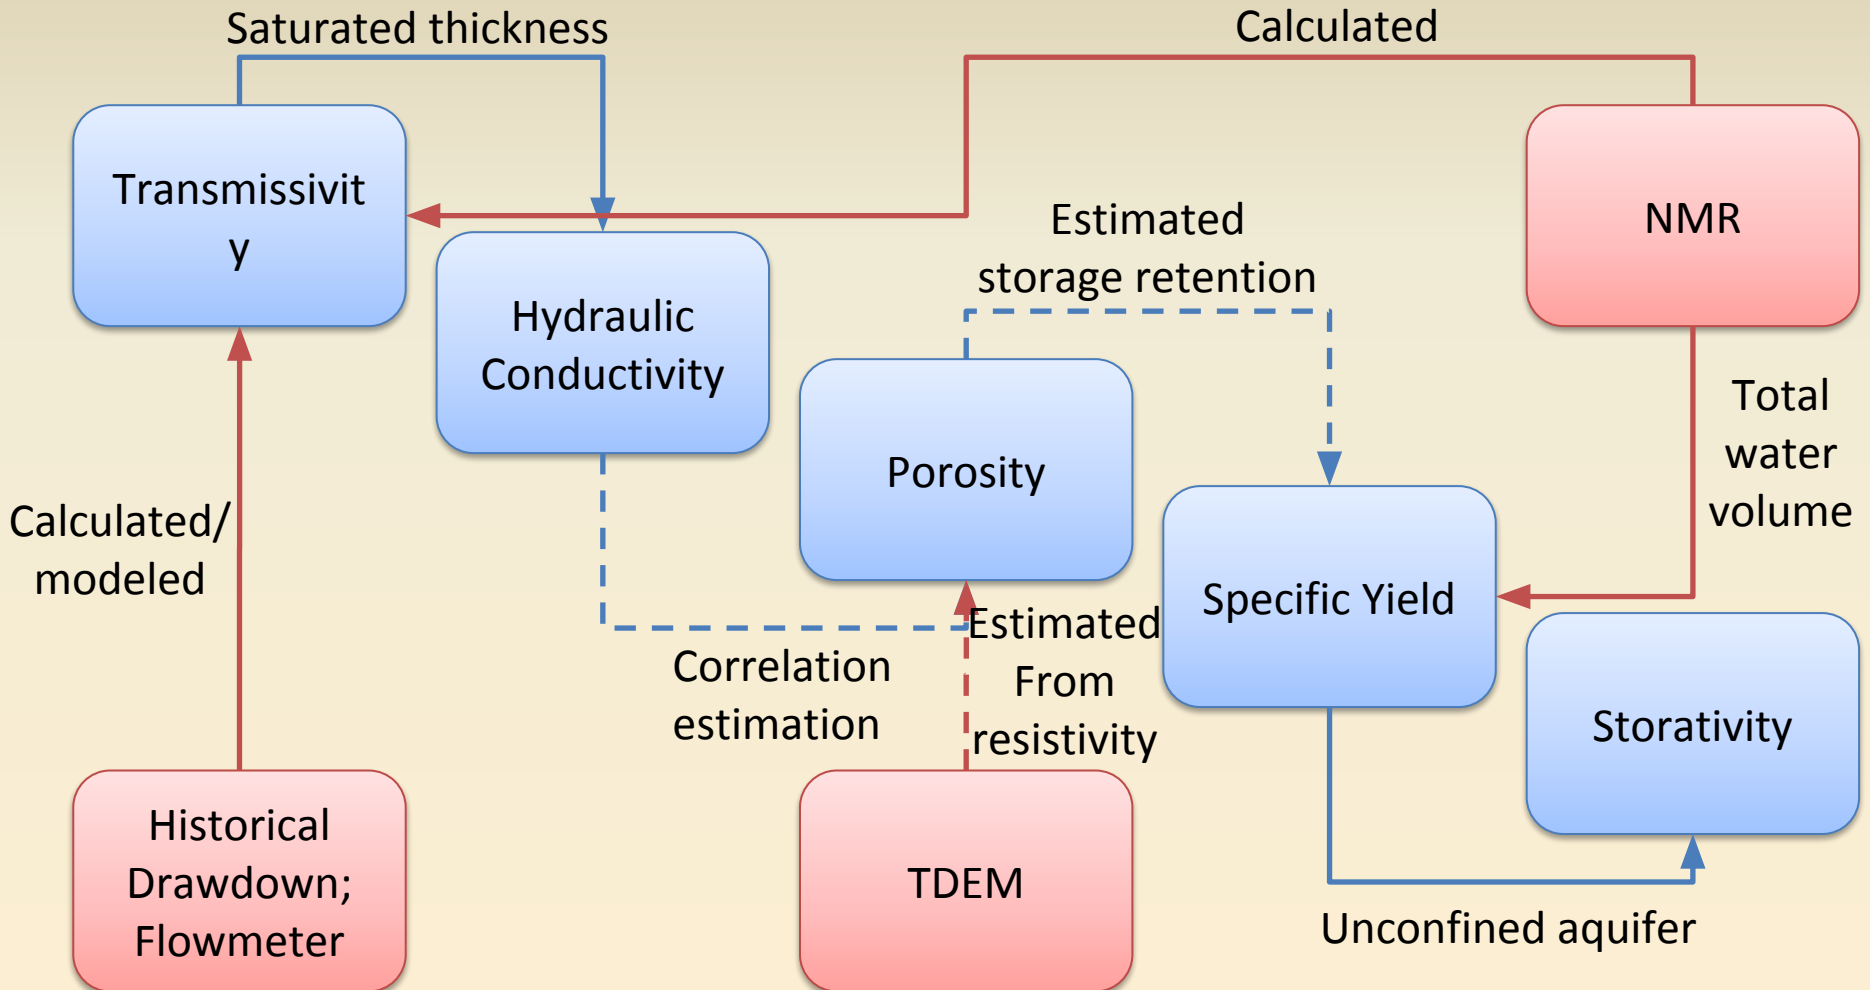 Saturated thickness
Calculated
Transmissivit
y
NMR
Estimated
storage retention
Hydraulic
Conductivity
Total
water
volume
Porosity
Calculated/
modeled
Specific Yield
Estimated
From
resistivity
Correlation
estimation
Storativity
Historical
Drawdown;
Flowmeter
TDEM
Unconfined aquifer